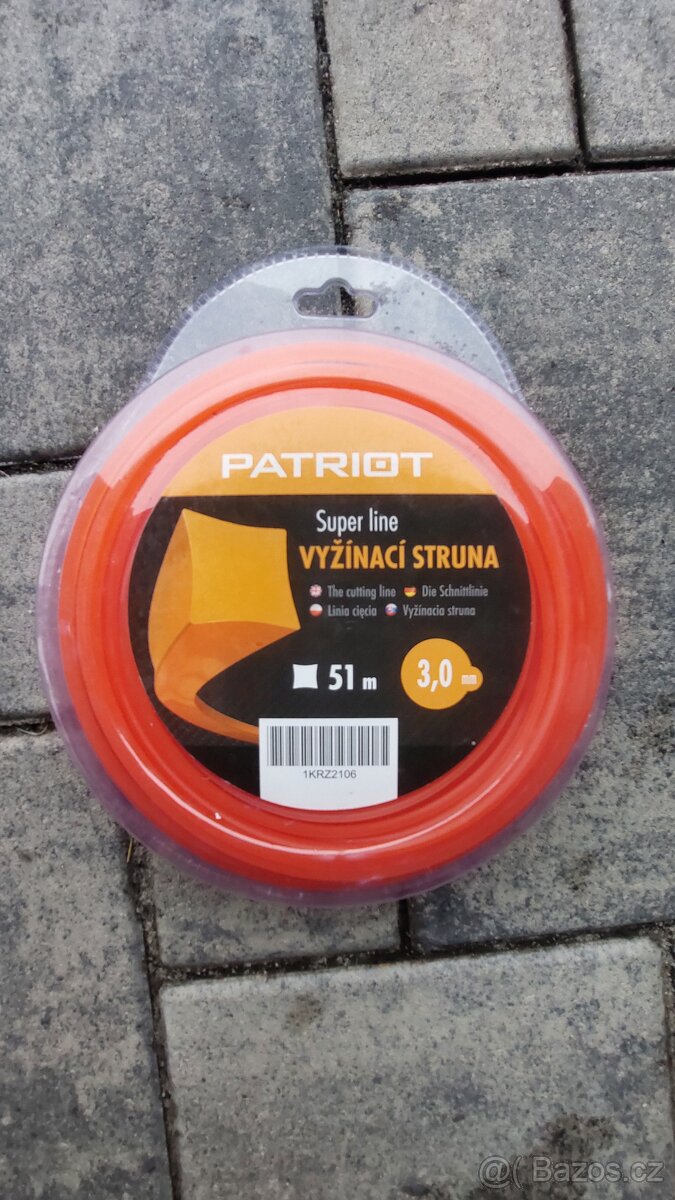 PATRIOT
Super line
VYŽÍNACÍ STRUNA
The cutting line Die Schnittlinie
Linia cięcia Vyžínacia struna
51 m 3,0 mm
1KRZ2106
@ Bazos.cz